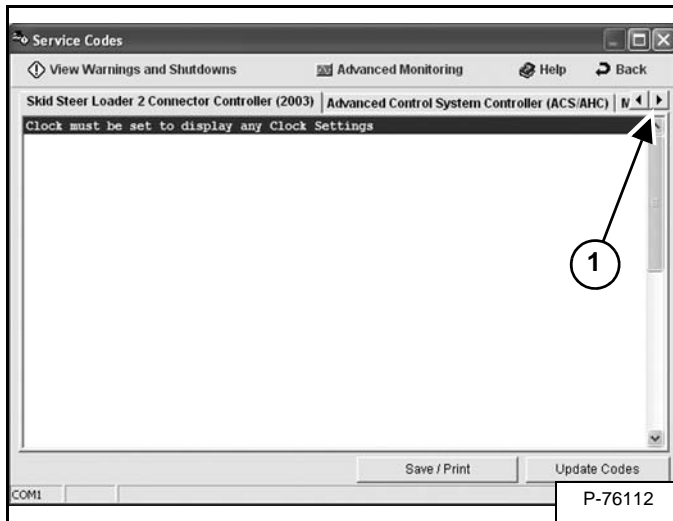 Service Codes
View Warnings and Shutdowns Advanced Monitoring Help Back
Skid Steer Loader 2 Connector Controller (2003) Advanced Control System Controller (ACS/AHC)
Clock must be set to display any Clock Settings
1
Save / Print Update Codes
COM1
P-76112